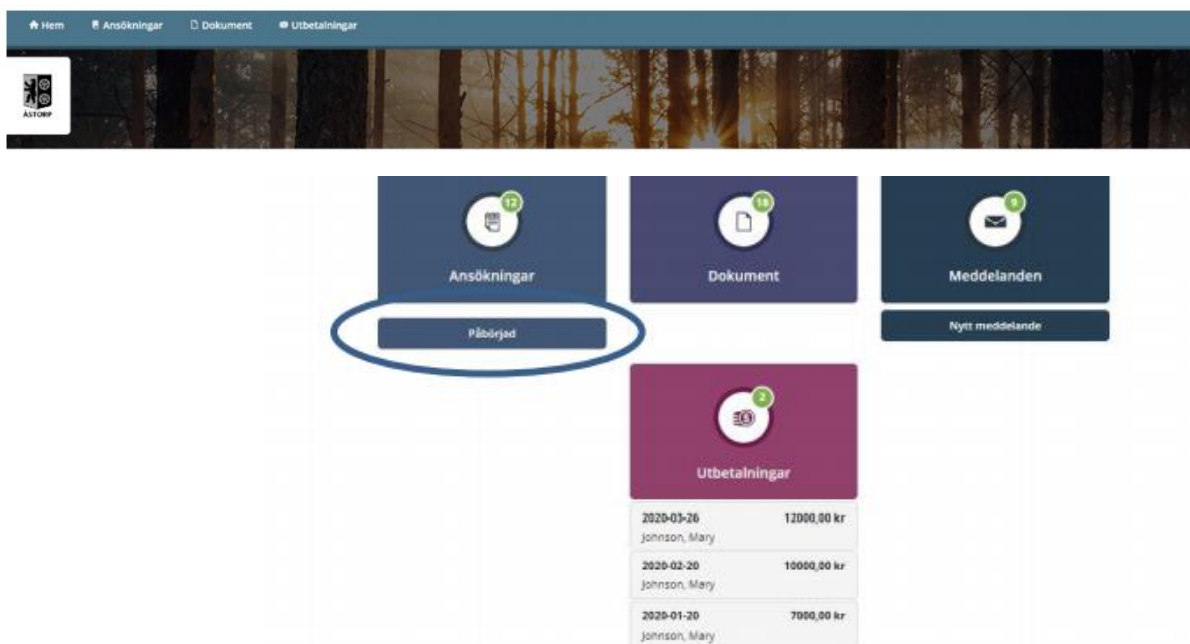 Hem Ansökningar Dokument Utbetalningar
ÅSTORP
12
Ansökningar
Påbörjad
18
Dokument
9
Meddelanden
Nytt meddelande
2
Utbetalningar
2020-03-26 12000,00 kr
Johnson, Mary
2020-02-20 10000,00 kr
Johnson, Mary
2020-01-20 7000,00 kr
Johnson, Mary